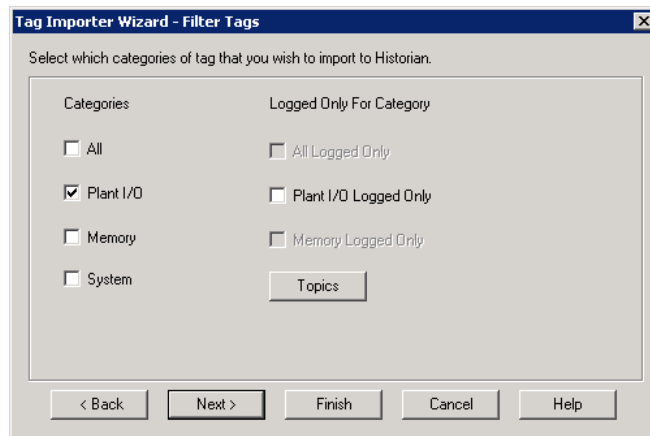 Tag Importer Wizard - Filter Tags
Select which categories of tag that you wish to import to Historian.
Categories Logged Only For Category
All All Logged Only
Plant I/O Plant I/O Logged Only
Memory Memory Logged Only
System Topics
< Back Next > Finish Cancel Help